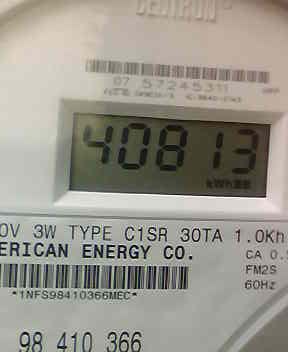 CENTRON
07 57245311
40813
kWh
0V 3W TYPE C1SR 30TA 1.0Kh
ERICAN ENERGY CO. CA 0.
FM2S
*1NFS98410366MEC* 60Hz
98 410 366